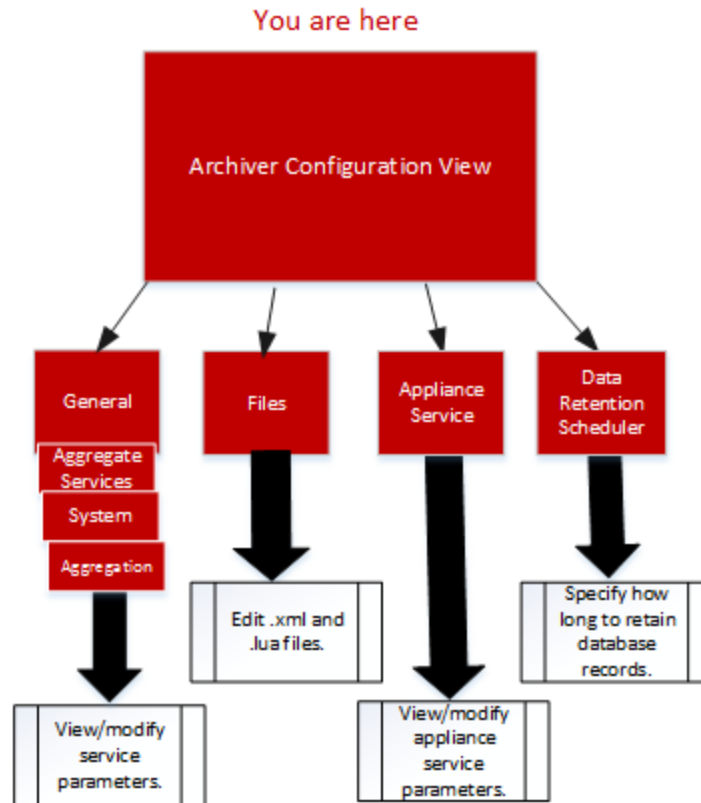 You are here
Archiver Configuration View
General
Aggregate
Services
System
Aggregation
Files
Appliance
Service
Data
Retention
Scheduler
View/modify
service
parameters.
Edit .xml and
.lua files.
View/modify
appliance
service
parameters.
Specify how
long to retain
database
records.